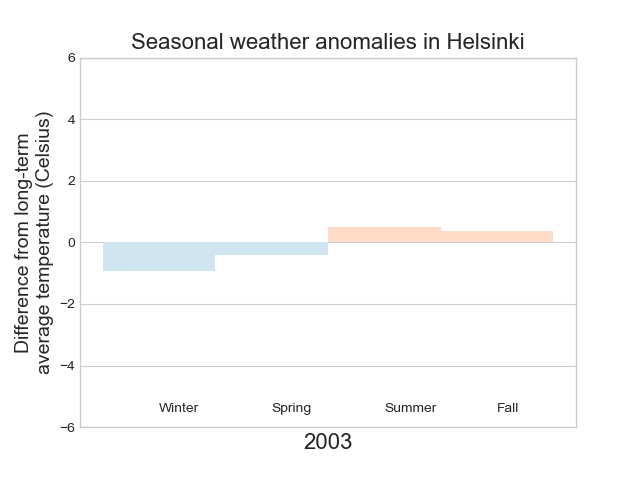 Seasonal weather anomalies in Helsinki
Difference from long-term
average temperature (Celsius)
6
4
2
0
−2
−4
−6
Winter Spring Summer Fall
2003